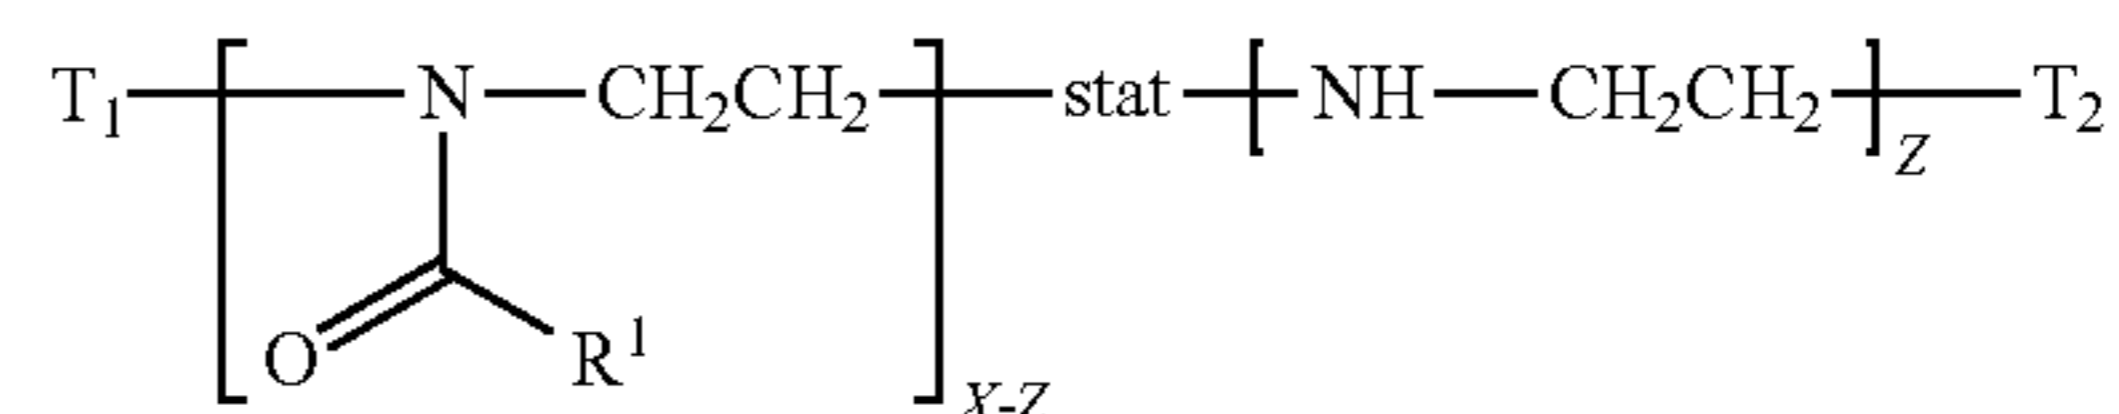 T₁ N CH₂CH₂ stat NH CH₂CH₂ Z T₂
O R¹
X-Z